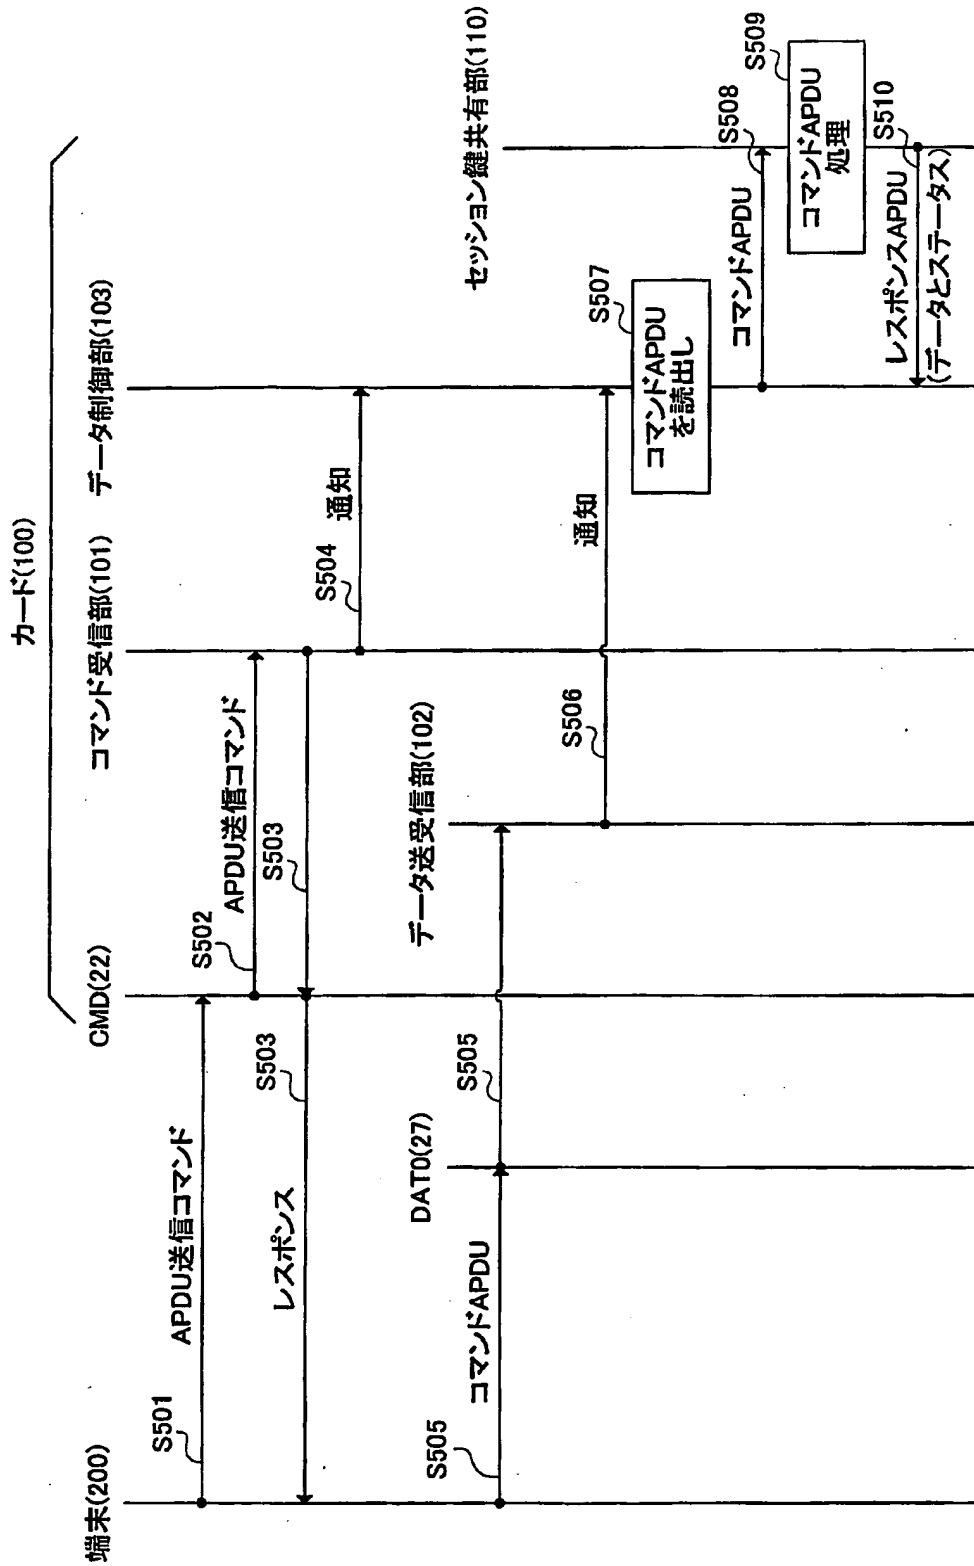 カード(100)
端末(200)
CMD(22)
コマンド受信部(101)
データ制御部(103)
セッション鍵共有部(110)
S501
APDU送信コマンド
S502
APDU送信コマンド
レスポンス
S503
S503
S504
通知
DAT0(27)
データ送受信部(102)
S505
コマンドAPDU
S505
S506
通知
S507
コマンドAPDU
を読出し
コマンドAPDU
S508
S509
コマンドAPDU
処理
レスポンスAPDU
(データとステータス)
S510